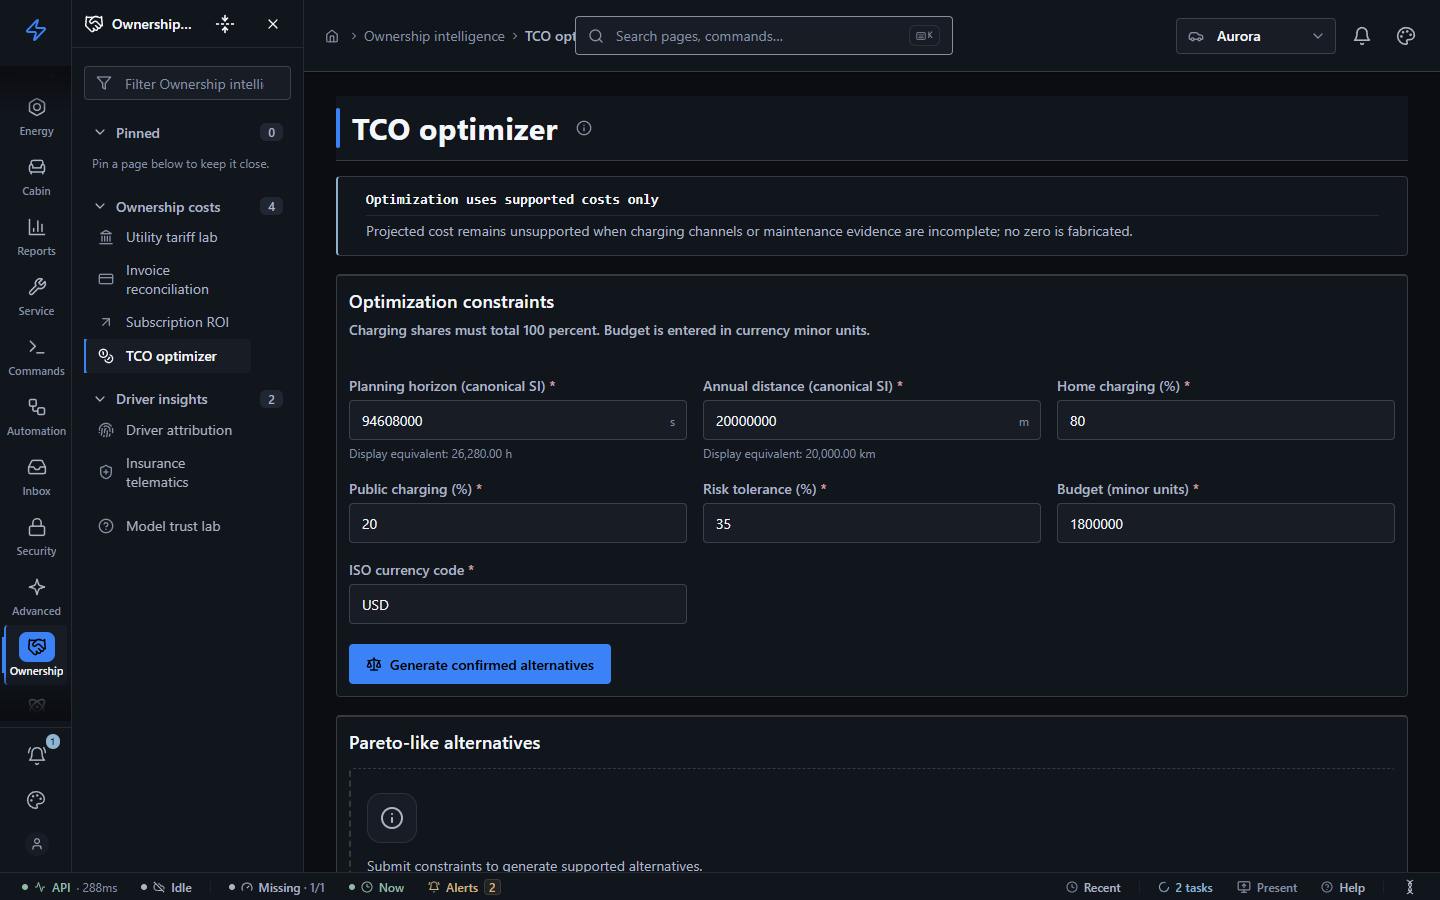 Ownership...
Ownership intelligence
TCO opt
Search pages, commands...
K
Aurora
Filter Ownership intelli
Energy
Cabin
Reports
Service
Commands
Automation
Inbox
Security
Advanced
Ownership
1
Pinned
0
Pin a page below to keep it close.
Ownership costs
4
Utility tariff lab
Invoice
reconciliation
Subscription ROI
TCO optimizer
Driver insights
2
Driver attribution
Insurance
telematics
Model trust lab
TCO optimizer
Optimization uses supported costs only
Projected cost remains unsupported when charging channels or maintenance evidence are incomplete; no zero is fabricated.
Optimization constraints
Charging shares must total 100 percent. Budget is entered in currency minor units.
Planning horizon (canonical SI) *
94608000
s
Display equivalent: 26,280.00 h
Annual distance (canonical SI) *
20000000
m
Display equivalent: 20,000.00 km
Home charging (%) *
80
Public charging (%) *
20
Risk tolerance (%) *
35
Budget (minor units) *
1800000
ISO currency code *
USD
Generate confirmed alternatives
Pareto-like alternatives
Submit constraints to generate supported alternatives.
API · 288ms
Idle
Missing · 1/1
Now
Alerts 2
Recent
2 tasks
Present
Help